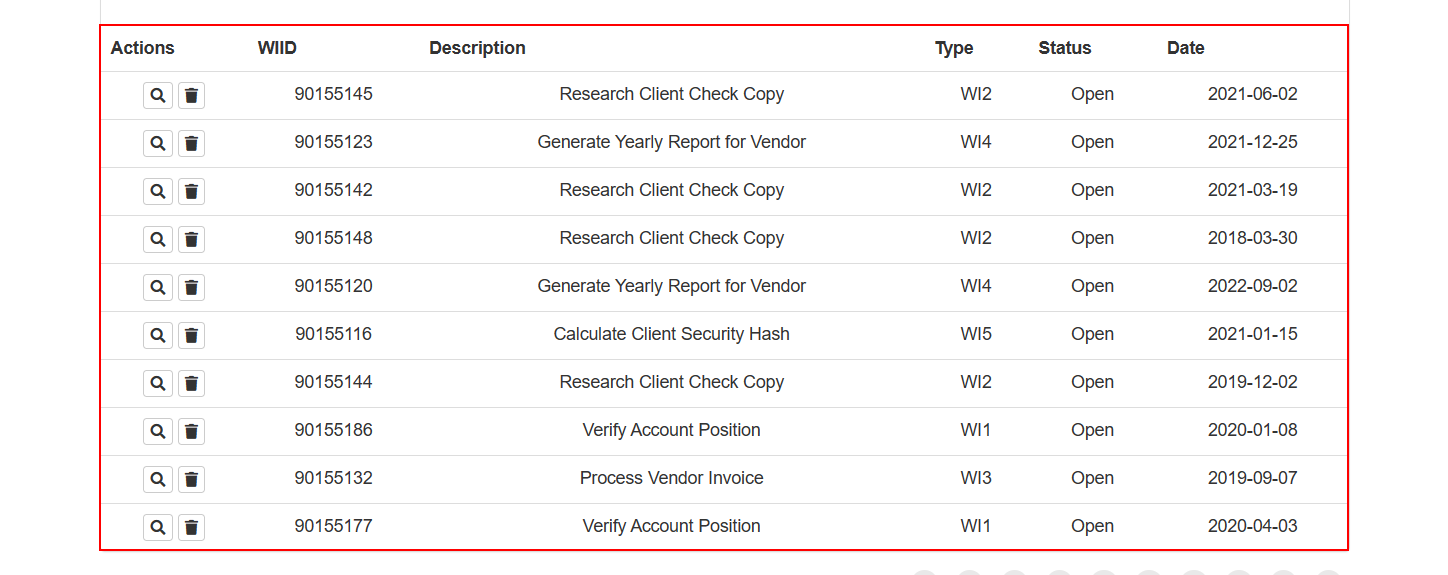 Actions WIID Description Type Status Date
90155145 Research Client Check Copy WI2 Open 2021-06-02
90155123 Generate Yearly Report for Vendor WI4 Open 2021-12-25
90155142 Research Client Check Copy WI2 Open 2021-03-19
90155148 Research Client Check Copy WI2 Open 2018-03-30
90155120 Generate Yearly Report for Vendor WI4 Open 2022-09-02
90155116 Calculate Client Security Hash WI5 Open 2021-01-15
90155144 Research Client Check Copy WI2 Open 2019-12-02
90155186 Verify Account Position WI1 Open 2020-01-08
90155132 Process Vendor Invoice WI3 Open 2019-09-07
90155177 Verify Account Position WI1 Open 2020-04-03